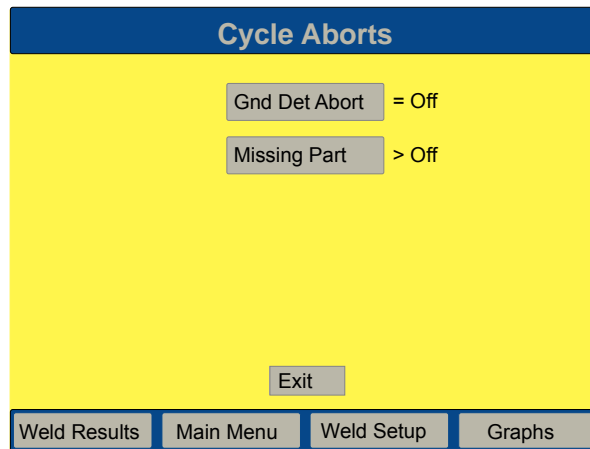 Cycle Aborts
Gnd Det Abort = Off
Missing Part > Off
Exit
Weld Results Main Menu Weld Setup Graphs